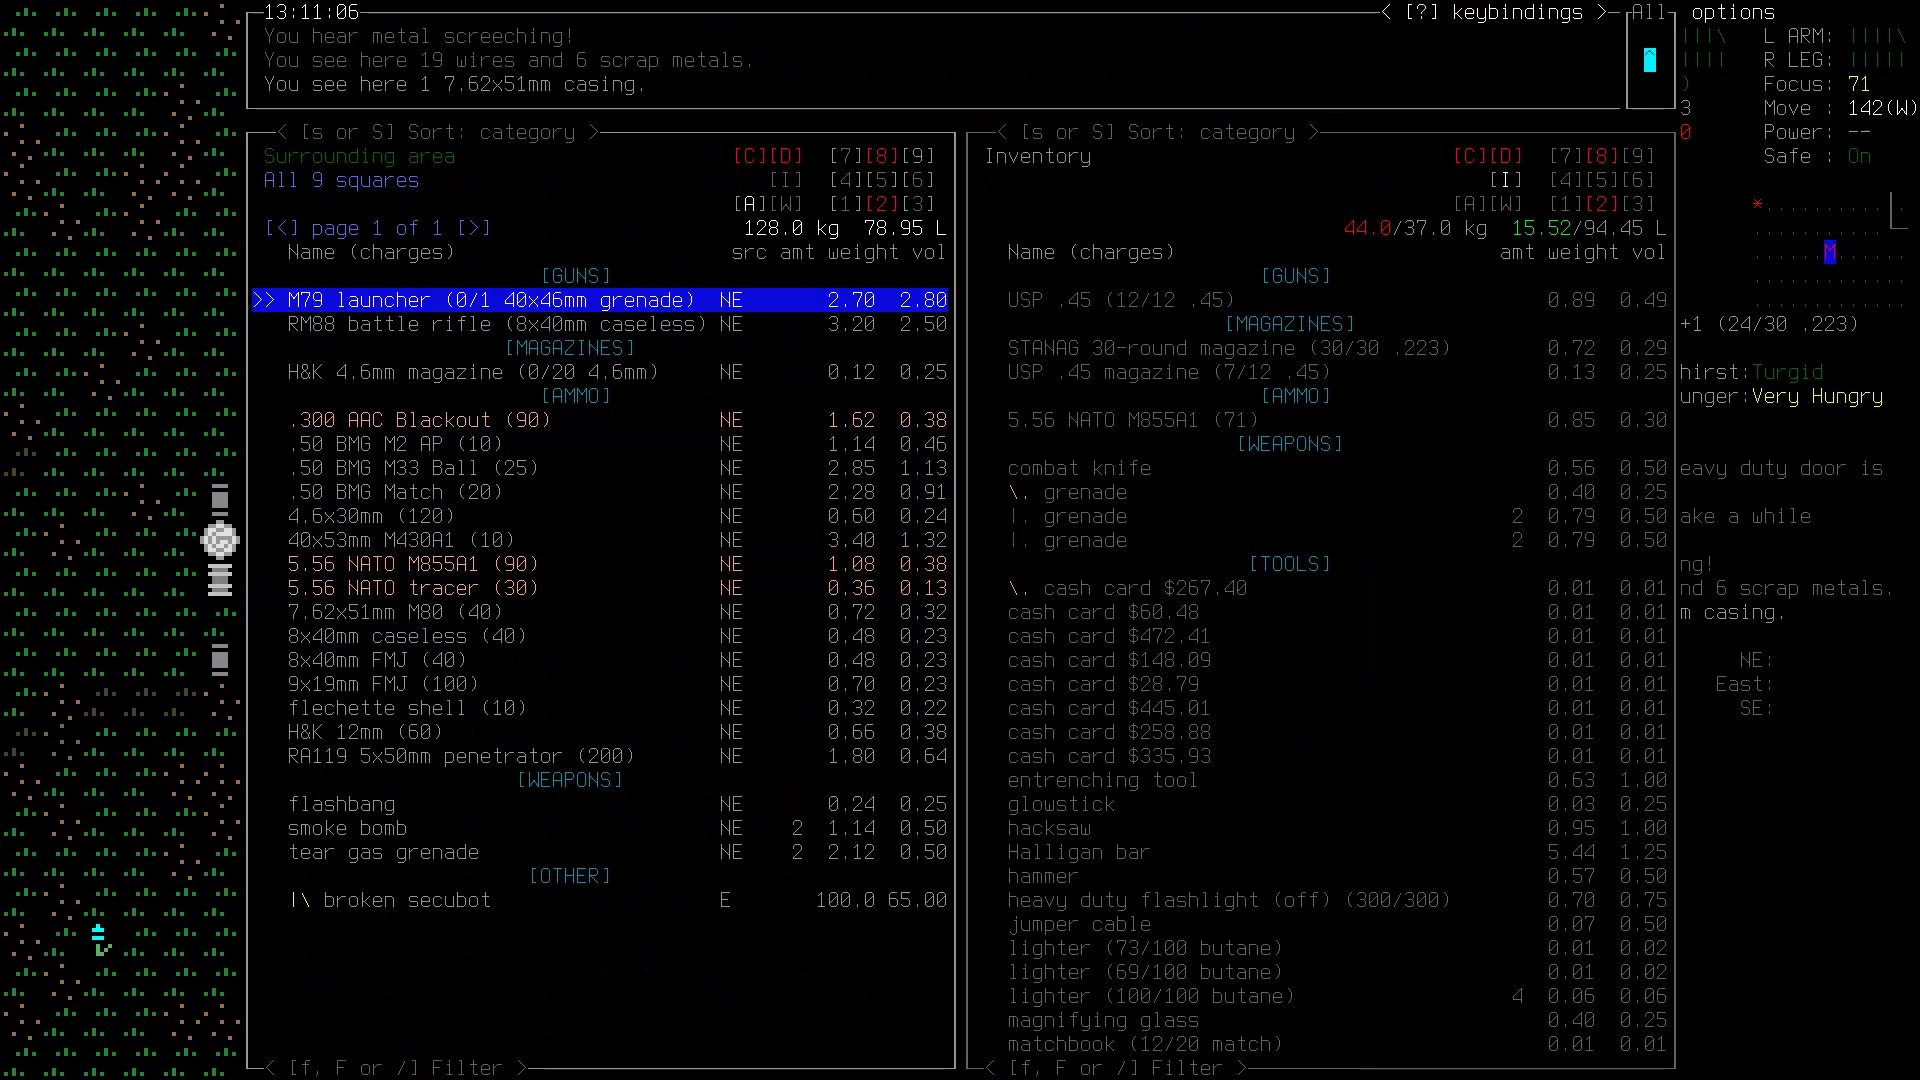 13:11:06 < [?] keybindings > All options
You hear metal screeching!
You see here 19 wires and 6 scrap metals.
You see here 1 7.62x51mm casing.
^
|||\ L ARM: ||||\
|||| R LEG: |||||
) Focus: 71
3 Move : 142(W)
0 Power: --
Safe : On
< [s or S] Sort: category >
Surrounding area [C][D] [7][8][9]
All 9 squares [I] [4][5][6]
[A][W] [1][2][3]
[<] page 1 of 1 [>] 128.0 kg 78.95 L
Name (charges) src amt weight vol
[GUNS]
>> M79 launcher (0/1 40x46mm grenade) NE 2.70 2.80
RM88 battle rifle (8x40mm caseless) NE 3.20 2.50
[MAGAZINES]
H&K 4.6mm magazine (0/20 4.6mm) NE 0.12 0.25
[AMMO]
.300 AAC Blackout (90) NE 1.62 0.38
.50 BMG M2 AP (10) NE 1.14 0.46
.50 BMG M33 Ball (25) NE 2.85 1.13
.50 BMG Match (20) NE 2.28 0.91
4.6x30mm (120) NE 0.60 0.24
40x53mm M430A1 (10) NE 3.40 1.32
5.56 NATO M855A1 (90) NE 1.08 0.38
5.56 NATO tracer (30) NE 0.36 0.13
7.62x51mm M80 (40) NE 0.72 0.32
8x40mm caseless (40) NE 0.48 0.23
8x40mm FMJ (40) NE 0.48 0.23
9x19mm FMJ (100) NE 0.70 0.23
flechette shell (10) NE 0.32 0.22
H&K 12mm (60) NE 0.66 0.38
RA119 5x50mm penetrator (200) NE 1.80 0.64
[WEAPONS]
flashbang NE 0.24 0.25
smoke bomb NE 2 1.14 0.50
tear gas grenade NE 2 2.12 0.50
[OTHER]
|\ broken secubot E 100.0 65.00
< [f, F or /] Filter >
< [s or S] Sort: category >
Inventory [C][D] [7][8][9]
[I] [4][5][6]
[A][W] [1][2][3]
44.0/37.0 kg 15.52/94.45 L
Name (charges) amt weight vol
[GUNS]
USP .45 (12/12 .45) 0.89 0.49
[MAGAZINES]
STANAG 30-round magazine (30/30 .223) 0.72 0.29
USP .45 magazine (7/12 .45) 0.13 0.25
[AMMO]
5.56 NATO M855A1 (71) 0.85 0.30
[WEAPONS]
combat knife 0.56 0.50
\. grenade 0.40 0.25
|. grenade 2 0.79 0.50
|. grenade 2 0.79 0.50
[TOOLS]
\. cash card $267.40 0.01 0.01
cash card $60.48 0.01 0.01
cash card $472.41 0.01 0.01
cash card $148.09 0.01 0.01
cash card $28.79 0.01 0.01
cash card $445.01 0.01 0.01
cash card $258.88 0.01 0.01
cash card $335.93 0.01 0.01
entrenching tool 0.63 1.00
glowstick 0.03 0.25
hacksaw 0.95 1.00
Halligan bar 5.44 1.25
hammer 0.57 0.50
heavy duty flashlight (off) (300/300) 0.70 0.75
jumper cable 0.07 0.50
lighter (73/100 butane) 0.01 0.02
lighter (69/100 butane) 0.01 0.02
lighter (100/100 butane) 4 0.06 0.06
magnifying glass 0.40 0.25
matchbook (12/20 match) 0.01 0.01
< [f, F or /] Filter >
*
M
+1 (24/30 .223)
hirst:Turgid
unger:Very Hungry
eavy duty door is
ake a while
ng!
nd 6 scrap metals.
m casing.
NE:
East:
SE: